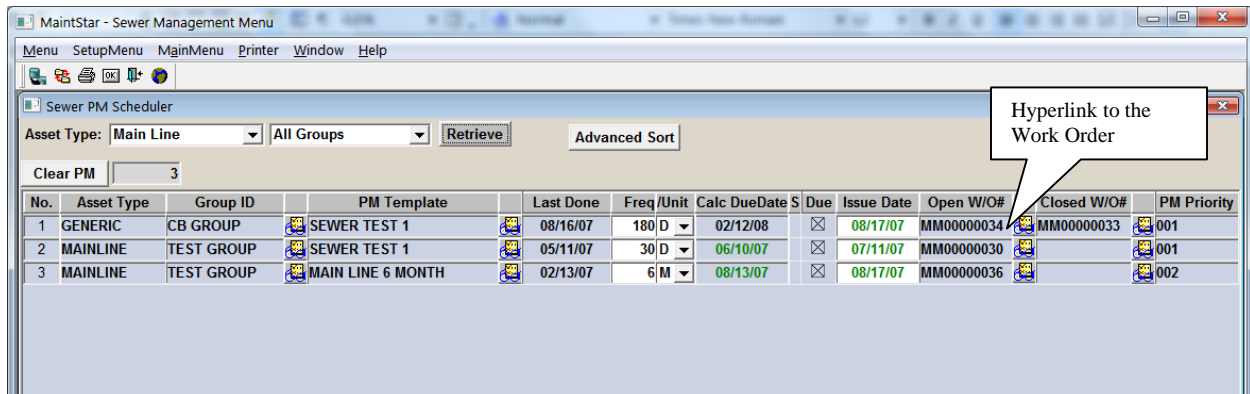 MaintStar - Sewer Management Menu
Menu SetupMenu MainMenu Printer Window Help
OK
Sewer PM Scheduler
Hyperlink to the
Work Order
Asset Type: Main Line All Groups Retrieve Advanced Sort
Clear PM 3
No. Asset Type Group ID PM Template Last Done Freq /Unit Calc DueDate S Due Issue Date Open W/O# Closed W/O# PM Priority
1 GENERIC CB GROUP SEWER TEST 1 08/16/07 180 D 02/12/08 08/17/07 MM00000034 MM00000033 001
2 MAINLINE TEST GROUP SEWER TEST 1 05/11/07 30 D 06/10/07 07/11/07 MM00000030 001
3 MAINLINE TEST GROUP MAIN LINE 6 MONTH 02/13/07 6 M 08/13/07 08/17/07 MM00000036 002